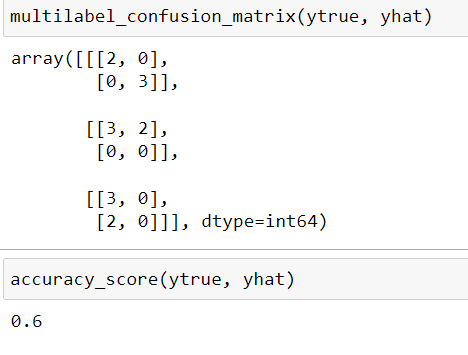 multilabel_confusion_matrix(ytrue, yhat)
array([[[2, 0],
        [0, 3]],

       [[3, 2],
        [0, 0]],

       [[3, 0],
        [2, 0]]], dtype=int64)
accuracy_score(ytrue, yhat)
0.6